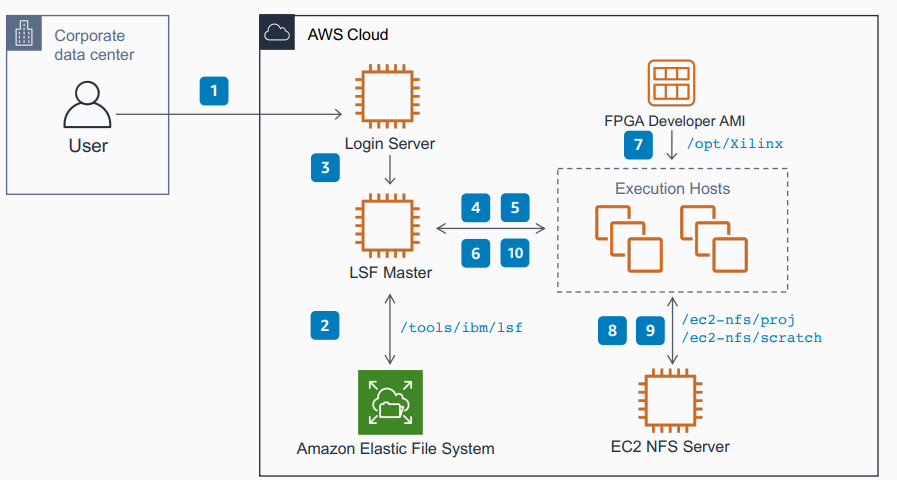 Corporate
data center
User
1
AWS Cloud
Login Server
3
LSF Master
2
/tools/ibm/lsf
Amazon Elastic File System
4 5
6 10
FPGA Developer AMI
7
/opt/Xilinx
Execution Hosts
8 9
/ec2-nfs/proj
/ec2-nfs/scratch
EC2 NFS Server